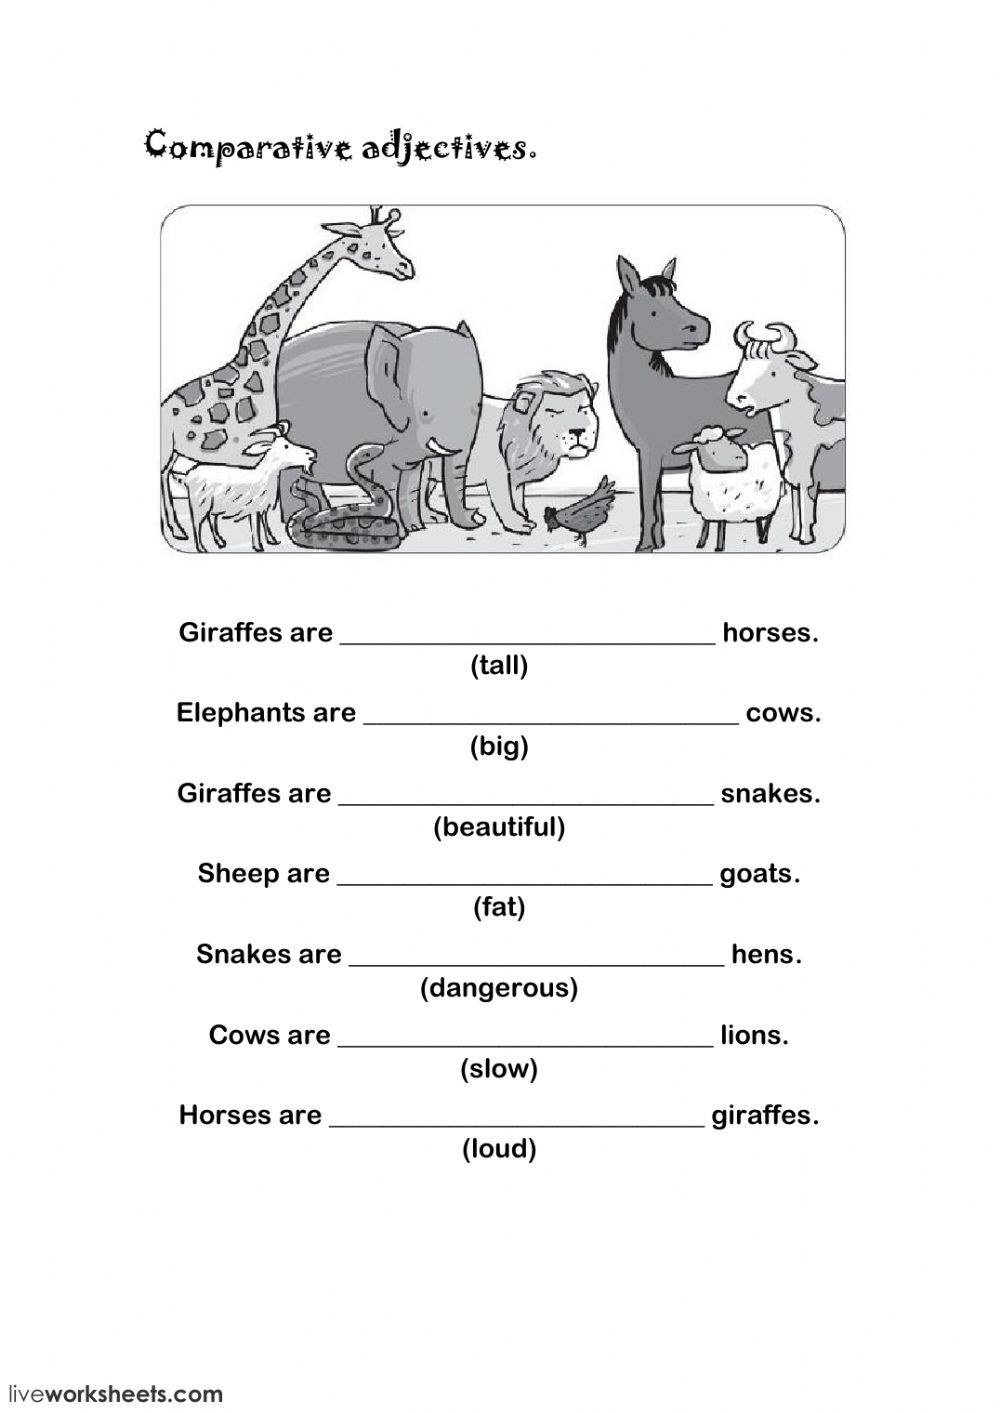 Comparative adjectives.
Giraffes are ____________________________ horses.
(tall)
Elephants are ____________________________ cows.
(big)
Giraffes are ____________________________ snakes.
(beautiful)
Sheep are ____________________________ goats.
(fat)
Snakes are ____________________________ hens.
(dangerous)
Cows are ____________________________ lions.
(slow)
Horses are ____________________________ giraffes.
(loud)
liveworksheets.com